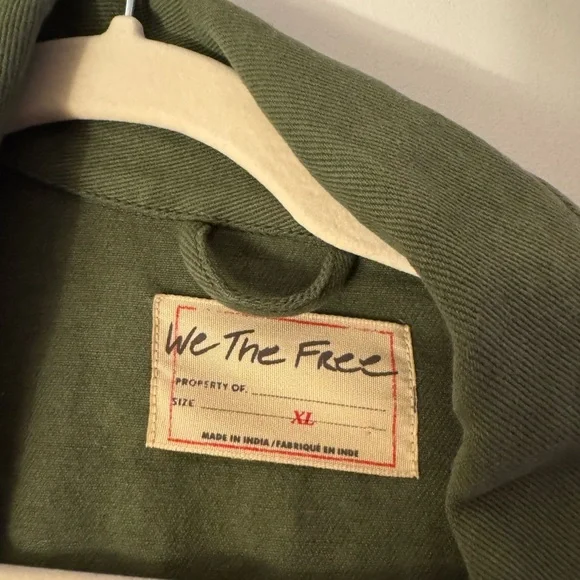 We The Free
PROPERTY OF
SIZE XL
MADE IN INDIA / FABRIQUÉ EN INDE